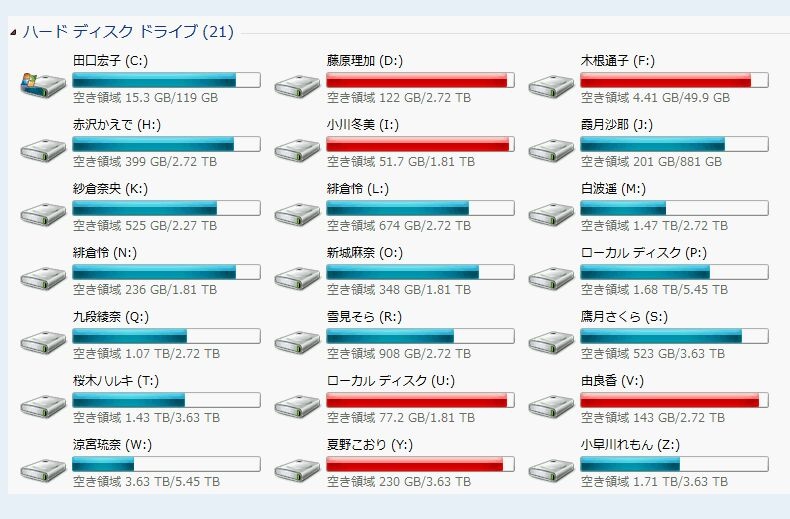 ハード ディスク ドライブ (21)
田口宏子 (C:)
空き領域 15.3 GB/119 GB
藤原理加 (D:)
空き領域 122 GB/2.72 TB
木根遥子 (F:)
空き領域 4.41 GB/49.9 GB
赤沢かえで (H:)
空き領域 399 GB/2.72 TB
小川冬美 (I:)
空き領域 51.7 GB/1.81 TB
霞月沙耶 (J:)
空き領域 201 GB/881 GB
紗倉奈央 (K:)
空き領域 525 GB/2.27 TB
緋倉怜 (L:)
空き領域 674 GB/2.72 TB
白波遥 (M:)
空き領域 1.47 TB/2.72 TB
緋倉怜 (N:)
空き領域 236 GB/1.81 TB
新城麻奈 (O:)
空き領域 348 GB/1.81 TB
ローカル ディスク (P:)
空き領域 1.68 TB/5.45 TB
九段綾奈 (Q:)
空き領域 1.07 TB/2.72 TB
雪見そら (R:)
空き領域 908 GB/2.72 TB
鷹月さくら (S:)
空き領域 523 GB/3.63 TB
桜木ハルキ (T:)
空き領域 1.43 TB/3.63 TB
ローカル ディスク (U:)
空き領域 77.2 GB/1.81 TB
由良香 (V:)
空き領域 143 GB/2.72 TB
涼宮琉奈 (W:)
空き領域 3.63 TB/5.45 TB
夏野こおり (Y:)
空き領域 230 GB/3.63 TB
小早川れもん (Z:)
空き領域 1.71 TB/3.63 TB